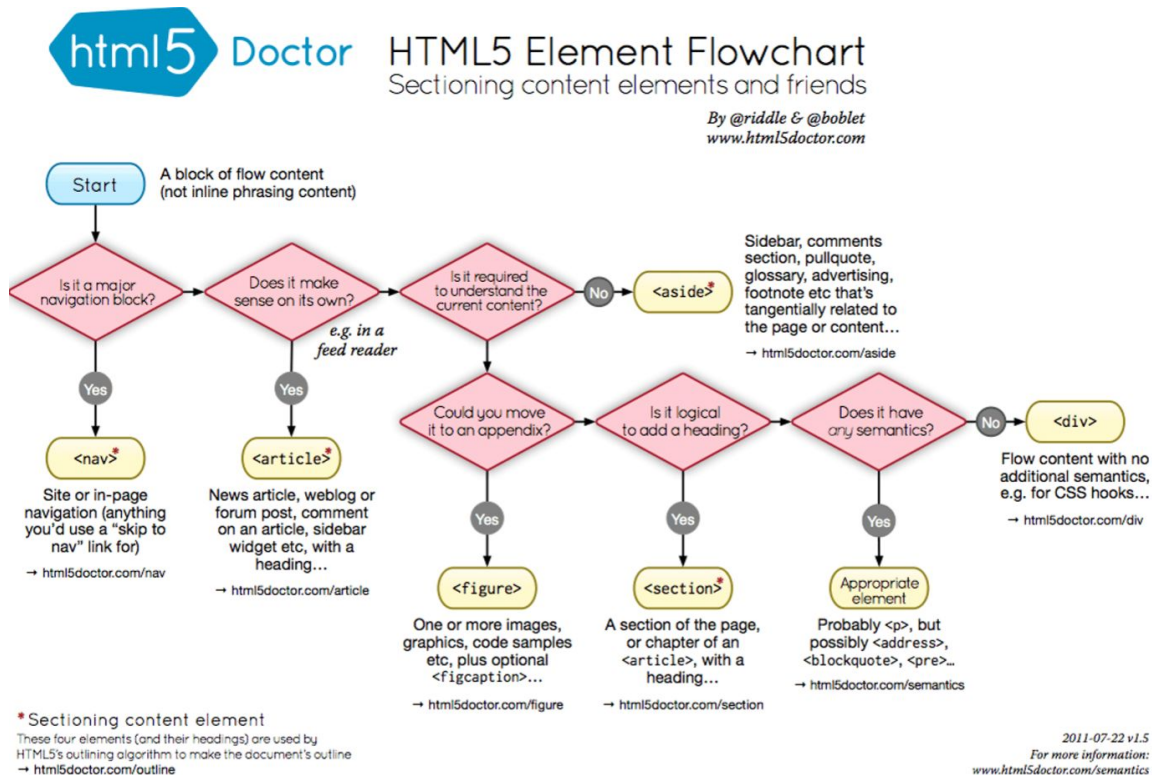 html5 Doctor
HTML5 Element Flowchart
Sectioning content elements and friends
By @riddle & @boblet
www.html5doctor.com
Start
A block of flow content
(not inline phrasing content)
Is it a major
navigation block?
Does it make
sense on its own?
e.g. in a
feed reader
Is it required
to understand the
current content?
No
<aside>*
Sidebar, comments
section, pullquote,
glossary, advertising,
footnote etc that's
tangentially related to
the page or content…
→ html5doctor.com/aside
Yes
<nav>*
Site or in-page
navigation (anything
you'd use a “skip to
nav” link for)
→ html5doctor.com/nav
Yes
<article>*
News article, weblog or
forum post, comment
on an article, sidebar
widget etc, with a
heading…
→ html5doctor.com/article
Could you move
it to an appendix?
Is it logical
to add a heading?
Does it have
any semantics?
No
<div>
Flow content with no
additional semantics,
e.g. for CSS hooks…
→ html5doctor.com/div
Yes
<figure>
One or more images,
graphics, code samples
etc, plus optional
<figcaption>…
→ html5doctor.com/figure
Yes
<section>*
A section of the page,
or chapter of an
<article>, with a
heading…
→ html5doctor.com/section
Yes
Appropriate
element
Probably <p>, but
possibly <address>,
<blockquote>, <pre>…
→ html5doctor.com/semantics
* Sectioning content element
These four elements (and their headings) are used by
HTML5's outlining algorithm to make the document's outline
→ html5doctor.com/outline
2011-07-22 v1.5
For more information:
www.html5doctor.com/semantics